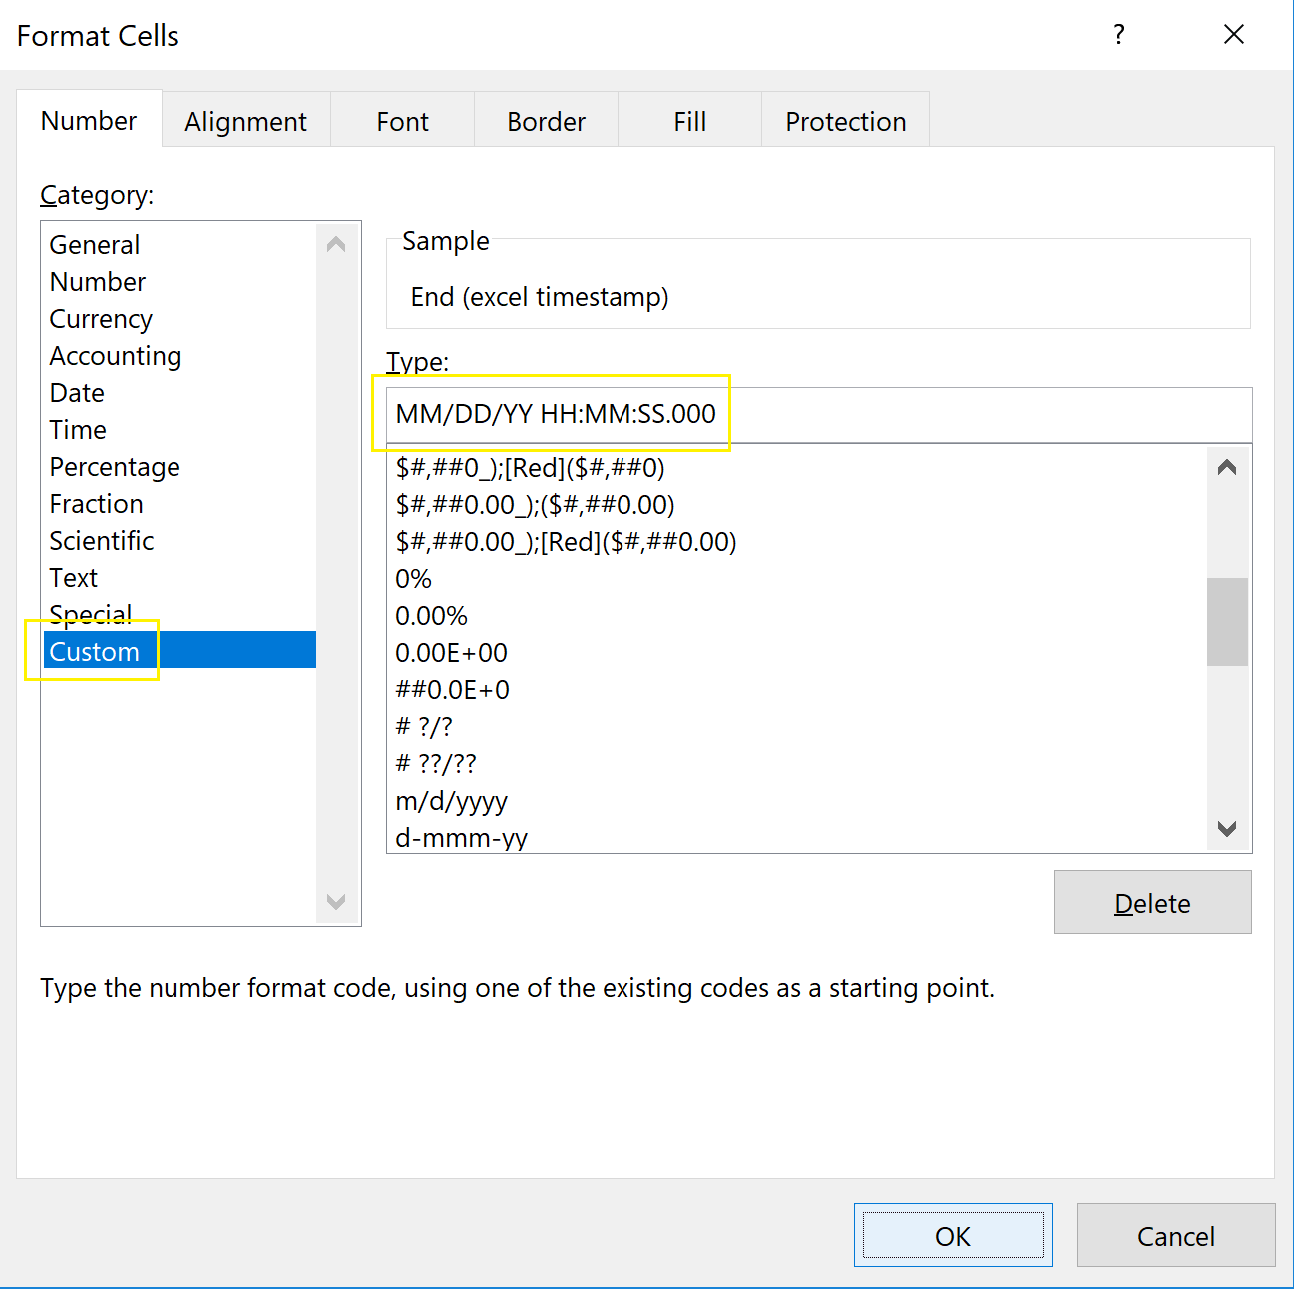 Format Cells
?
Number Alignment Font Border Fill Protection
Category:
General
Number
Currency
Accounting
Date
Time
Percentage
Fraction
Scientific
Text
Special
Custom
Sample
End (excel timestamp)
Type:
MM/DD/YY HH:MM:SS.000
$#,##0_);[Red]($#,##0)
$#,##0.00_);($#,##0.00)
$#,##0.00_);[Red]($#,##0.00)
0%
0.00%
0.00E+00
##0.0E+0
# ?/?
# ??/??
m/d/yyyy
d-mmm-yy
Delete
Type the number format code, using one of the existing codes as a starting point.
OK Cancel